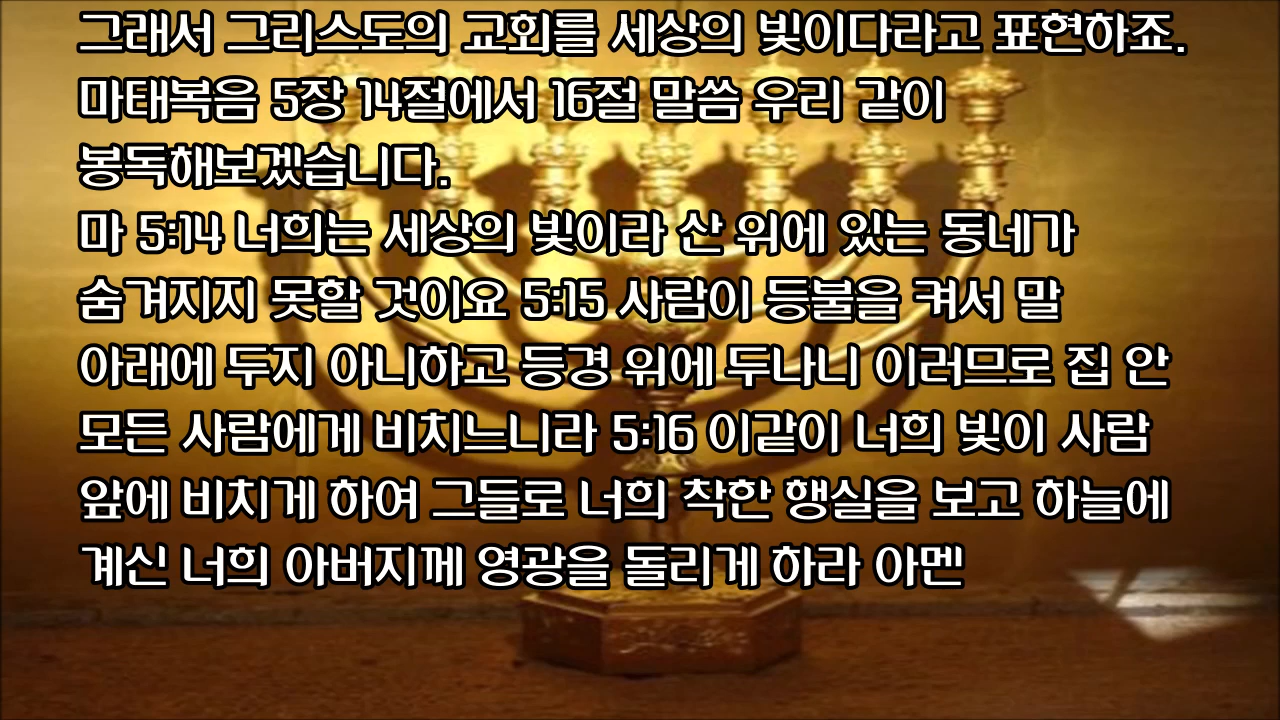 그래서 그리스도의 교회를 세상의 빛이다라고 표현하죠.
마태복음 5장 14절에서 16절 말씀 우리 같이
봉독해보겠습니다.
마 5:14 너희는 세상의 빛이라 산 위에 있는 동네가
숨겨지지 못할 것이요 5:15 사람이 등불을 켜서 말
아래에 두지 아니하고 등경 위에 두나니 이러므로 집 안
모든 사람에게 비치느니라 5:16 이같이 너희 빛이 사람
앞에 비치게 하여 그들로 너희 착한 행실을 보고 하늘에
계신 너희 아버지께 영광을 돌리게 하라 아멘